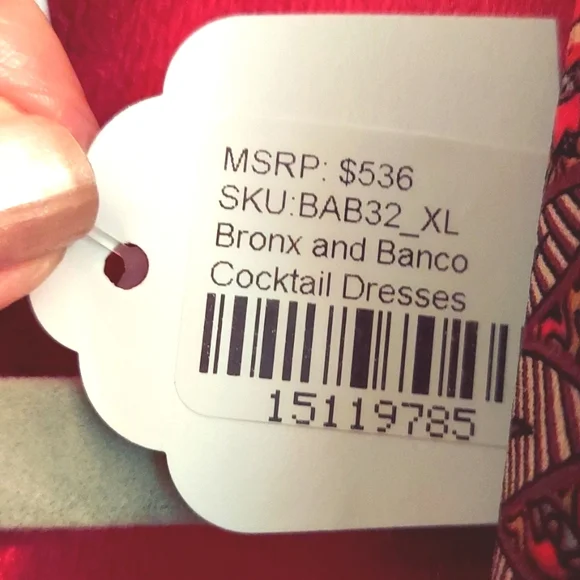 MSRP: $536
SKU:BAB32_XL
Bronx and Banco
Cocktail Dresses
15119785